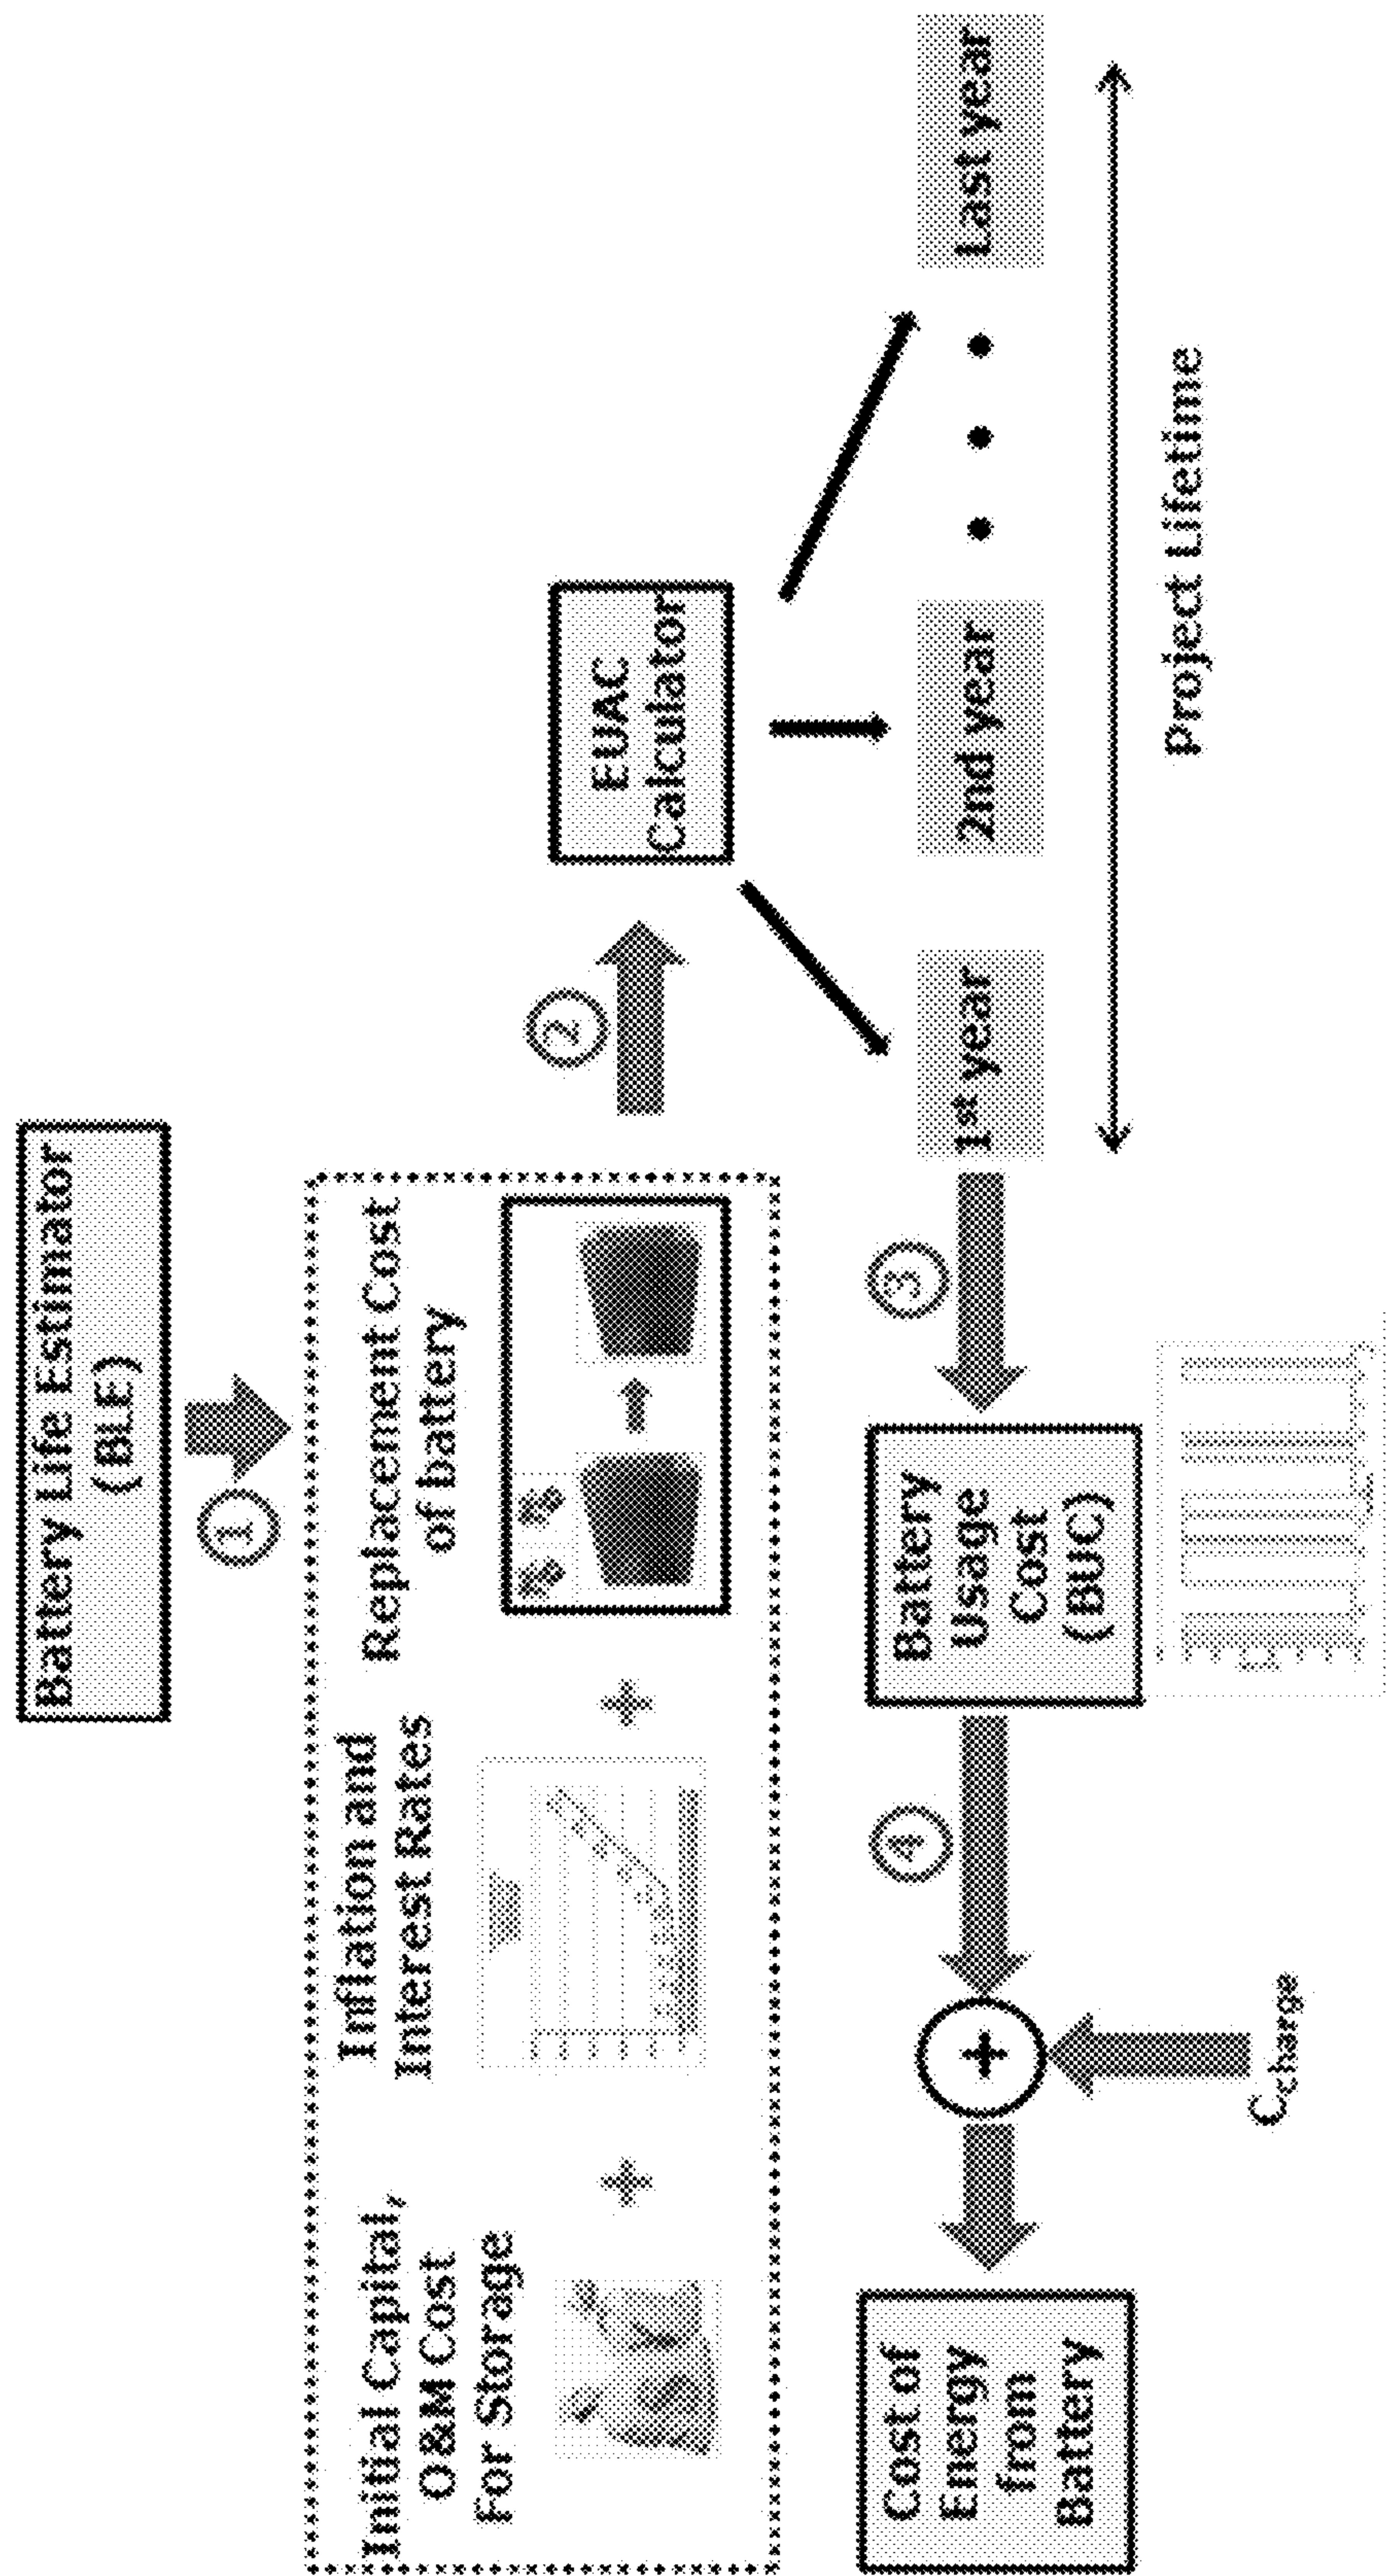 Battery Life Estimator
(BLE)
1
Initial Capital,
O&M Cost
For Storage
+
Inflation and
Interest Rates
+
Replacement Cost
of battery
2
EUAC
Calculator
1st year
2nd year
Last year
Project Lifetime
3
Battery
Usage
Cost
(BUC)
4
+
Ccharge
Cost of
Energy
from
Battery